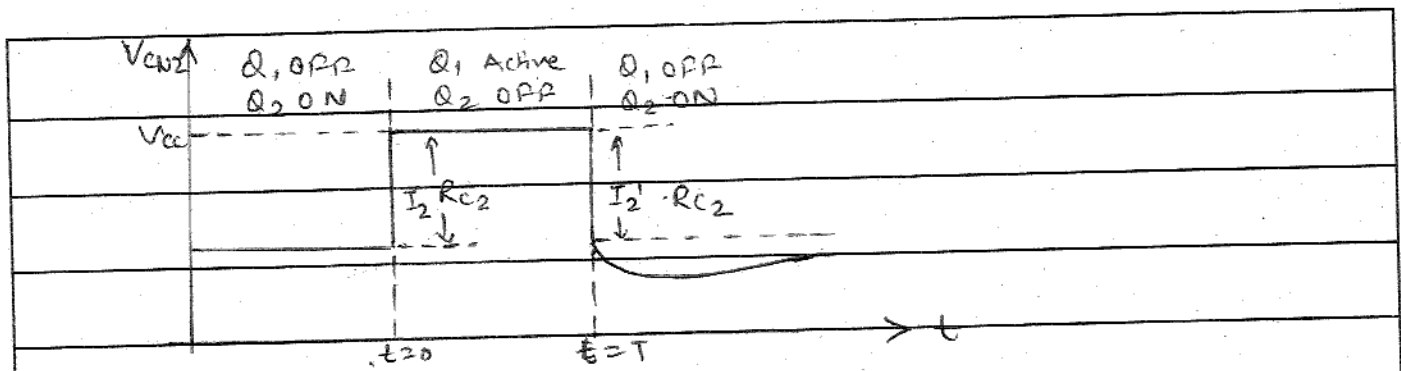 VCN2 Q1 OFF Q1 Active Q1 OFF
Q2 ON Q2 OFF Q2 ON
Vcc
I2 RC2 I2' RC2
t=0 t=T t